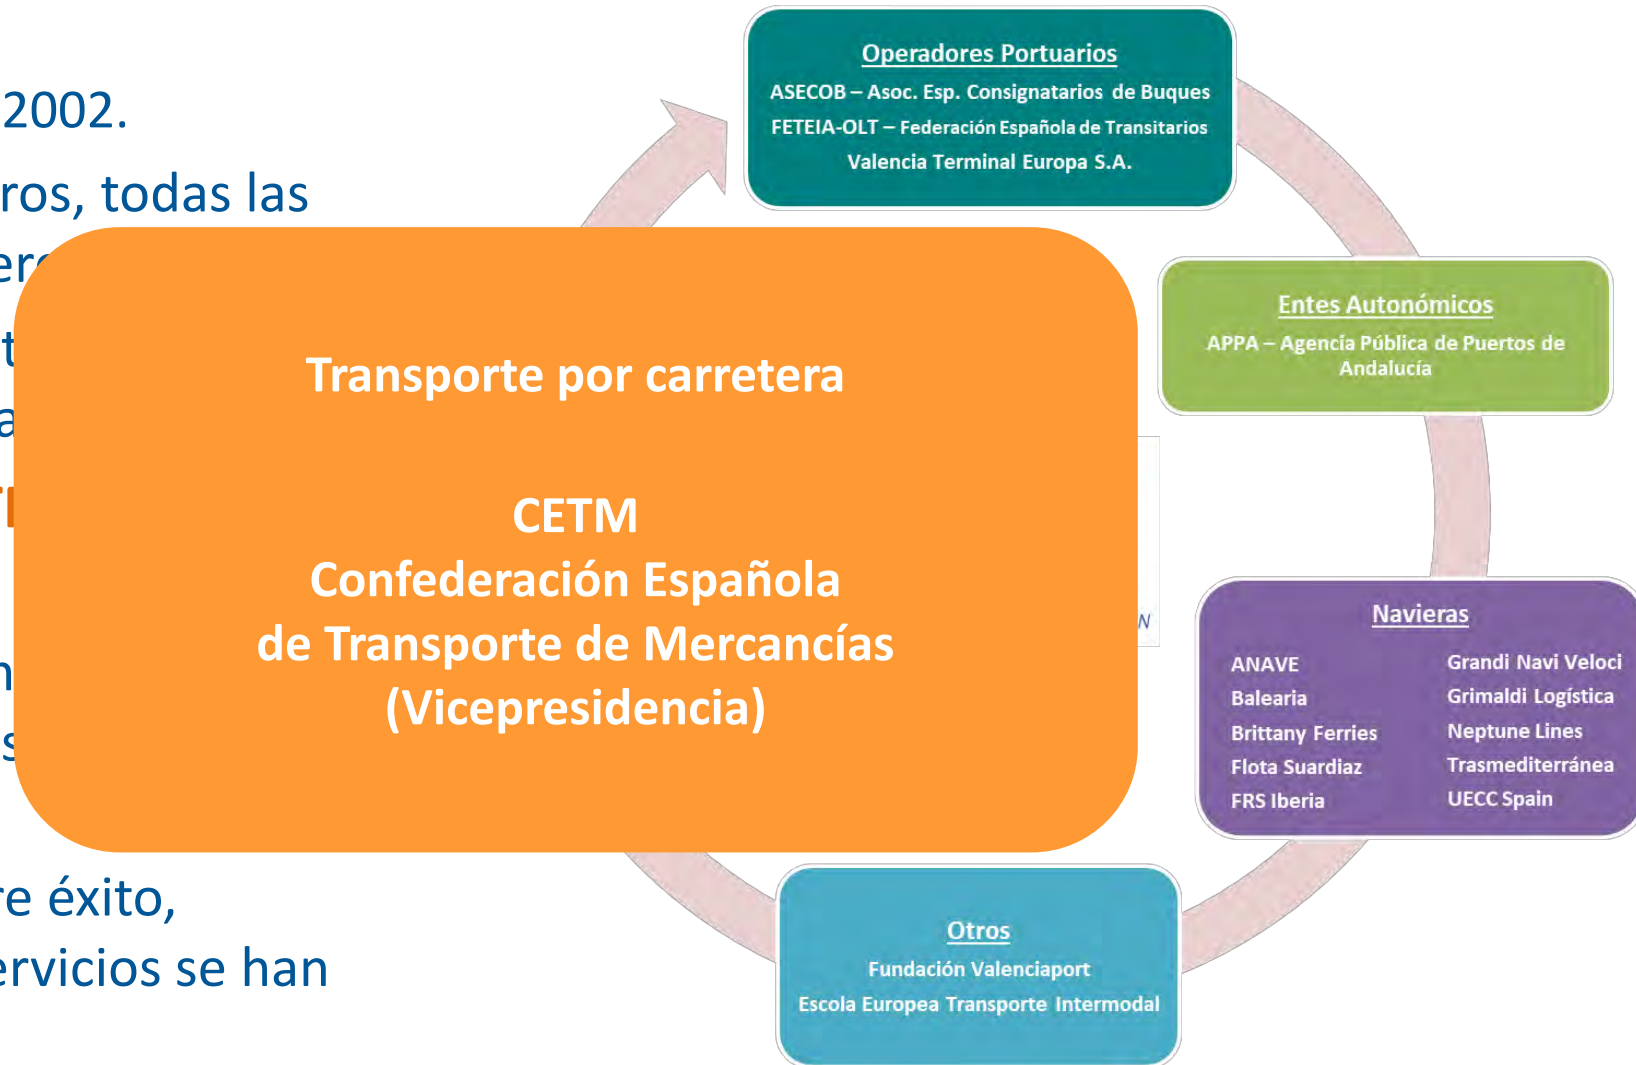 2002.
ros, todas las
Transporte por carretera
CETM
Confederación Española
de Transporte de Mercancías
(Vicepresidencia)
re éxito,
ervicios se han
Operadores Portuarios
ASECOB – Asoc. Esp. Consignatarios de Buques
FETEIA-OLT – Federación Española de Transitarios
Valencia Terminal Europa S.A.
Entes Autonómicos
APPA – Agencia Pública de Puertos de
Andalucía
N
Navieras
ANAVE
Balearia
Brittany Ferries
Flota Suardiaz
FRS Iberia
Grandi Navi Veloci
Grimaldi Logística
Neptune Lines
Trasmediterránea
UECC Spain
Otros
Fundación Valenciaport
Escola Europea Transporte Intermodal